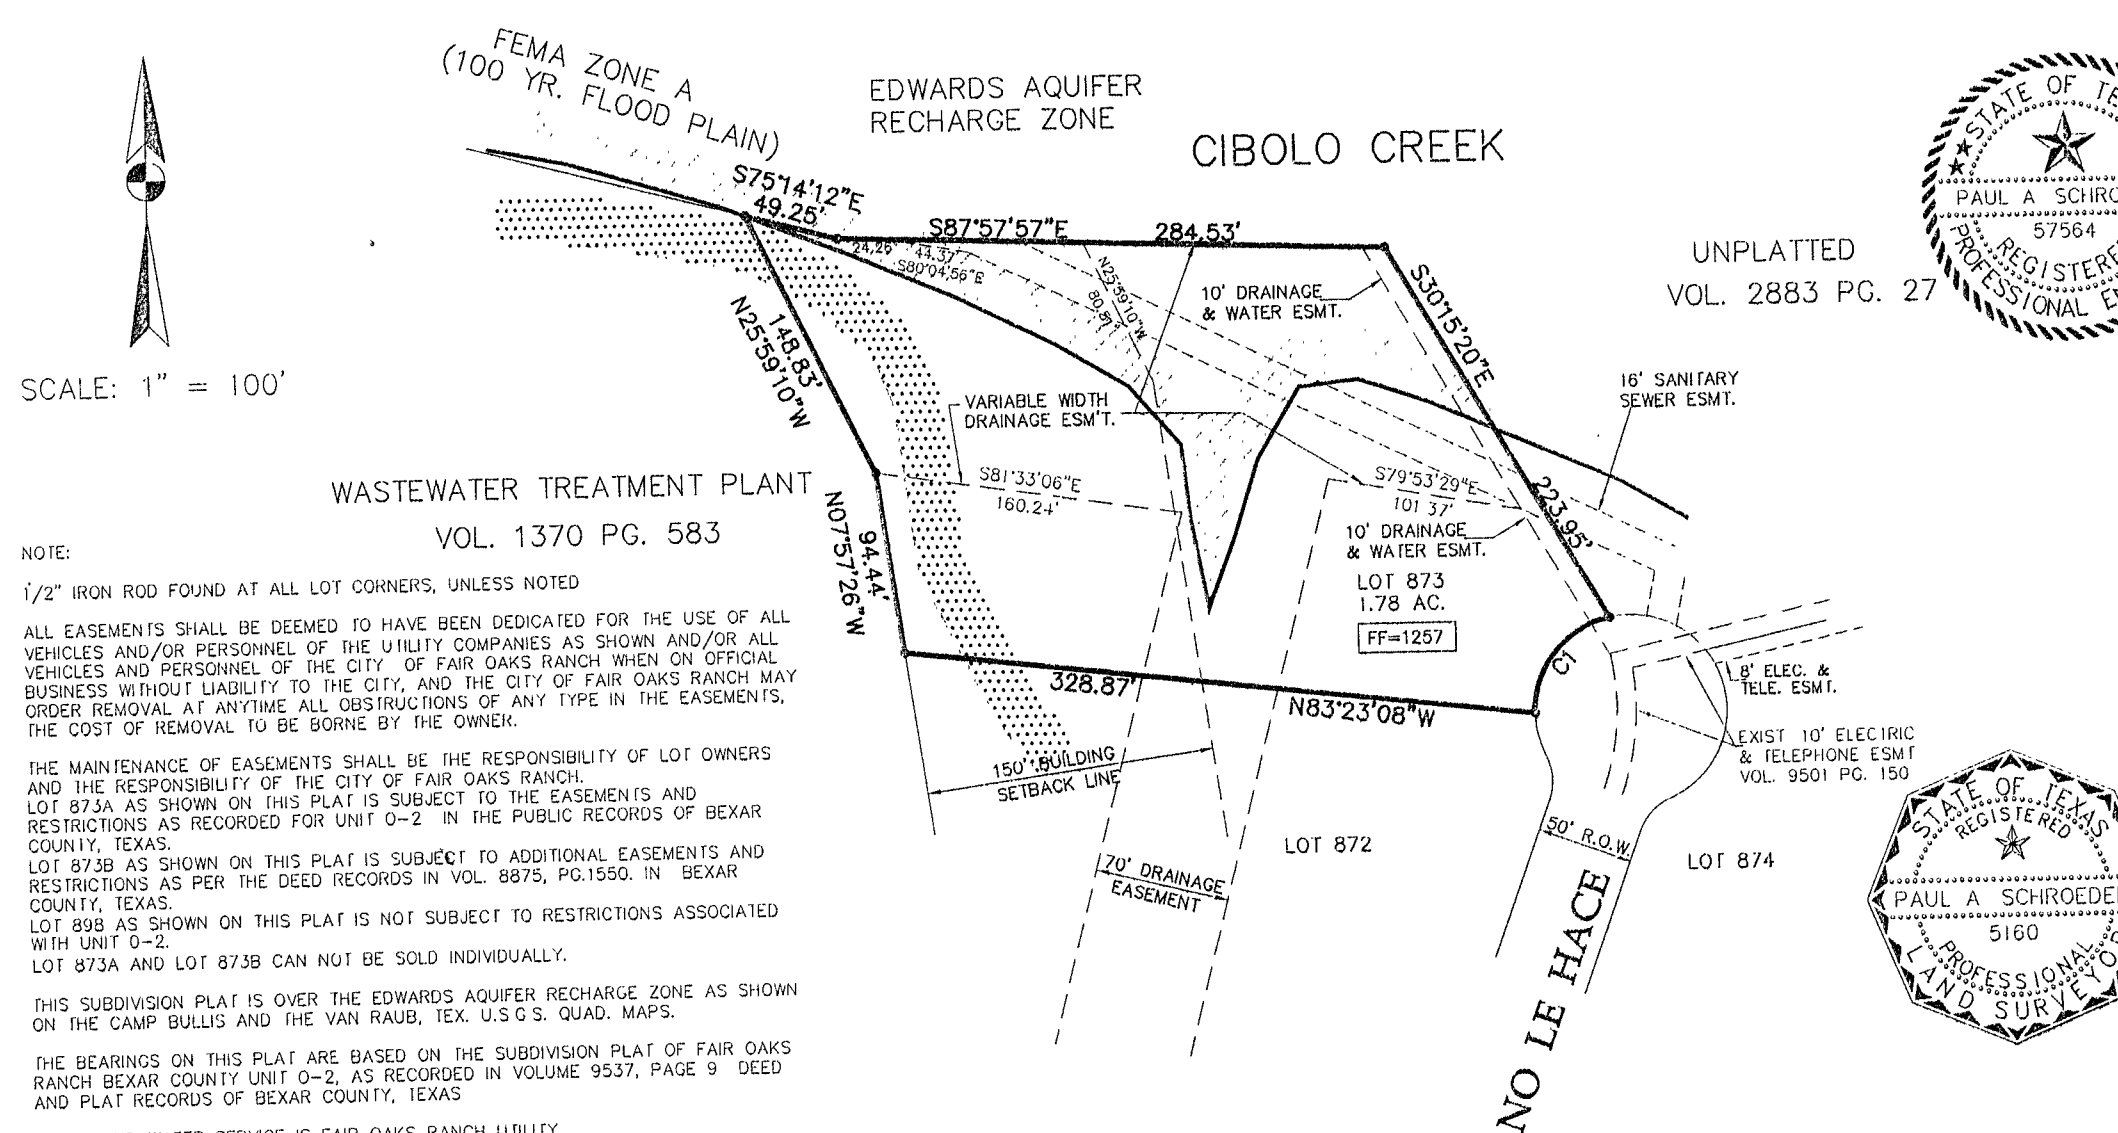 FEMA ZONE A
(100 YR. FLOOD PLAIN)
EDWARDS AQUIFER
RECHARGE ZONE
CIBOLO CREEK
S75°14'12"E
49.25'
S87°57'57"E
284.53'
24.26'
44.37'
S80°04'56"E
N25°59'10"W
80.81'
10' DRAINAGE
& WATER ESMT.
S30°15'20"E
223.95'
UNPLATTED
VOL. 2883 PG. 27
STATE OF
PAUL A SCHRO
57564
REGISTERE
PROFESSIONAL
SCALE: 1" = 100'
148.83'
N25°59'10"W
VARIABLE WIDTH
DRAINAGE ESM'T.
16' SANITARY
SEWER ESMT.
S81°33'06"E
160.24'
S79°53'29"E
101 37'
10' DRAINAGE
& WATER ESMT.
WASTEWATER TREATMENT PLANT
VOL. 1370 PG. 583
94.44'
N07°57'26"W
LOT 873
1.78 AC.
FF=1257
C1
328.87'
N83°23'08"W
8' ELEC. &
TELE. ESMT.
EXIST 10' ELECTRIC
& TELEPHONE ESMT
VOL. 9501 PG. 150
150' BUILDING
SETBACK LINE
50' R.O.W.
LOT 872
LOT 874
70' DRAINAGE
EASEMENT
NO LE HACE
STATE OF TEXAS
REGISTERED
PAUL A SCHROEDE
5160
PROFESSIONAL
LAND SURVEYO
NOTE:
1/2" IRON ROD FOUND AT ALL LOT CORNERS, UNLESS NOTED
ALL EASEMENTS SHALL BE DEEMED TO HAVE BEEN DEDICATED FOR THE USE OF ALL
VEHICLES AND/OR PERSONNEL OF THE UTILITY COMPANIES AS SHOWN AND/OR ALL
VEHICLES AND PERSONNEL OF THE CITY OF FAIR OAKS RANCH WHEN ON OFFICIAL
BUSINESS WITHOUT LIABILITY TO THE CITY, AND THE CITY OF FAIR OAKS RANCH MAY
ORDER REMOVAL AT ANYTIME ALL OBSTRUCTIONS OF ANY TYPE IN THE EASEMENTS,
THE COST OF REMOVAL TO BE BORNE BY THE OWNER.
THE MAINTENANCE OF EASEMENTS SHALL BE THE RESPONSIBILITY OF LOT OWNERS
AND THE RESPONSIBILITY OF THE CITY OF FAIR OAKS RANCH.
LOT 873A AS SHOWN ON THIS PLAT IS SUBJECT TO THE EASEMENTS AND
RESTRICTIONS AS RECORDED FOR UNIT O-2 IN THE PUBLIC RECORDS OF BEXAR
COUNTY, TEXAS.
LOT 873B AS SHOWN ON THIS PLAT IS SUBJECT TO ADDITIONAL EASEMENTS AND
RESTRICTIONS AS PER THE DEED RECORDS IN VOL. 8875, PG.1550. IN BEXAR
COUNTY, TEXAS.
LOT 898 AS SHOWN ON THIS PLAT IS NOT SUBJECT TO RESTRICTIONS ASSOCIATED
WITH UNIT O-2.
LOT 873A AND LOT 873B CAN NOT BE SOLD INDIVIDUALLY.
THIS SUBDIVISION PLAT IS OVER THE EDWARDS AQUIFER RECHARGE ZONE AS SHOWN
ON THE CAMP BULLIS AND THE VAN RAUB, TEX. U.S.G S. QUAD. MAPS.
THE BEARINGS ON THIS PLAT ARE BASED ON THE SUBDIVISION PLAT OF FAIR OAKS
RANCH BEXAR COUNTY UNIT O-2, AS RECORDED IN VOLUME 9537, PAGE 9 DEED
AND PLAT RECORDS OF BEXAR COUNTY, TEXAS
SERVICE IS FAIR OAKS RANCH UTILITY